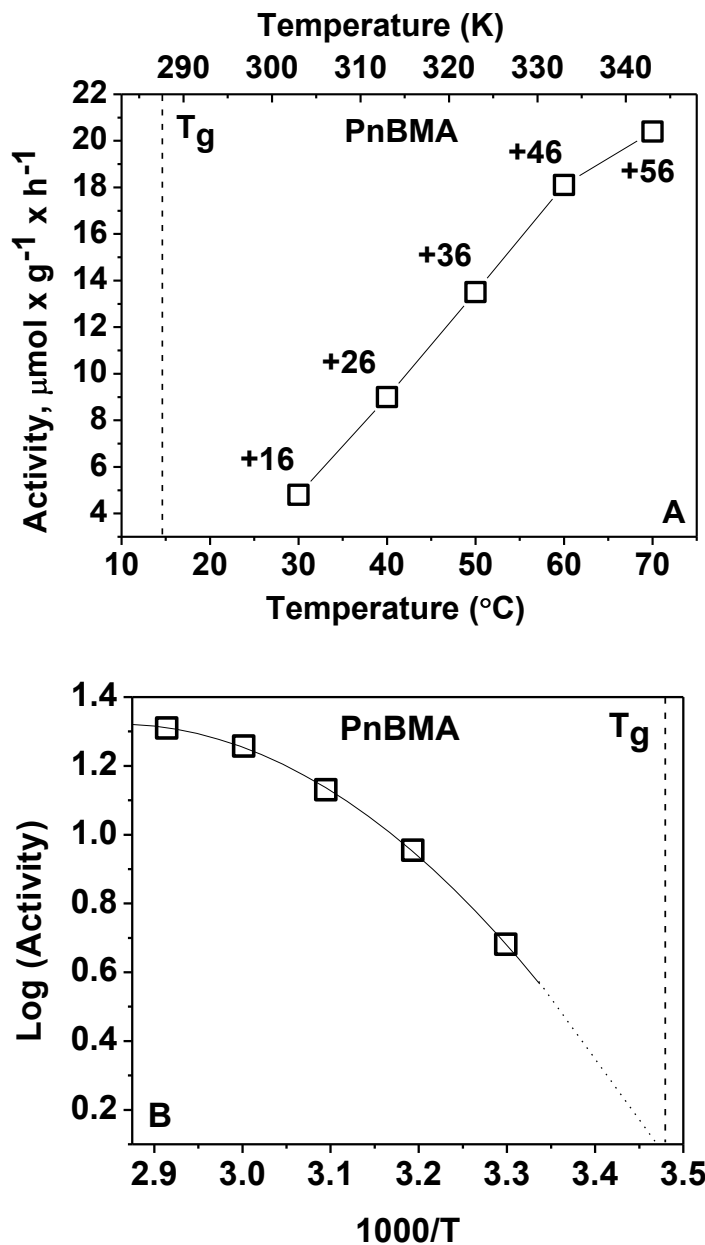 Temperature (K)
290 300 310 320 330 340
22
20
18
16
14
12
10
8
6
4
Activity, μmol x g⁻¹ x h⁻¹
Tg
PnBMA
+46
+56
+36
+26
+16
A
10 20 30 40 50 60 70
Temperature (°C)
1.4
1.2
1.0
0.8
0.6
0.4
0.2
Log (Activity)
PnBMA
Tg
B
2.9 3.0 3.1 3.2 3.3 3.4 3.5
1000/T